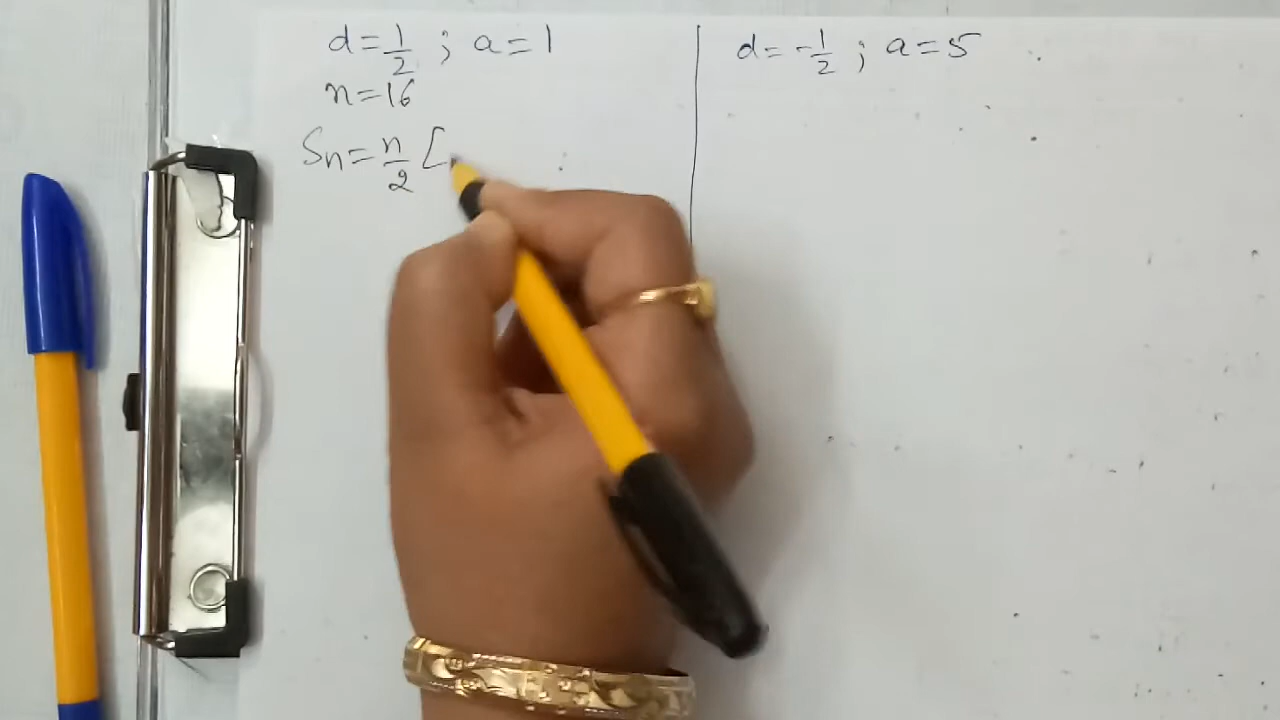 d = 1/2 ; a = 1
n = 16
Sn = n/2 [
d = -1/2 ; a = 5